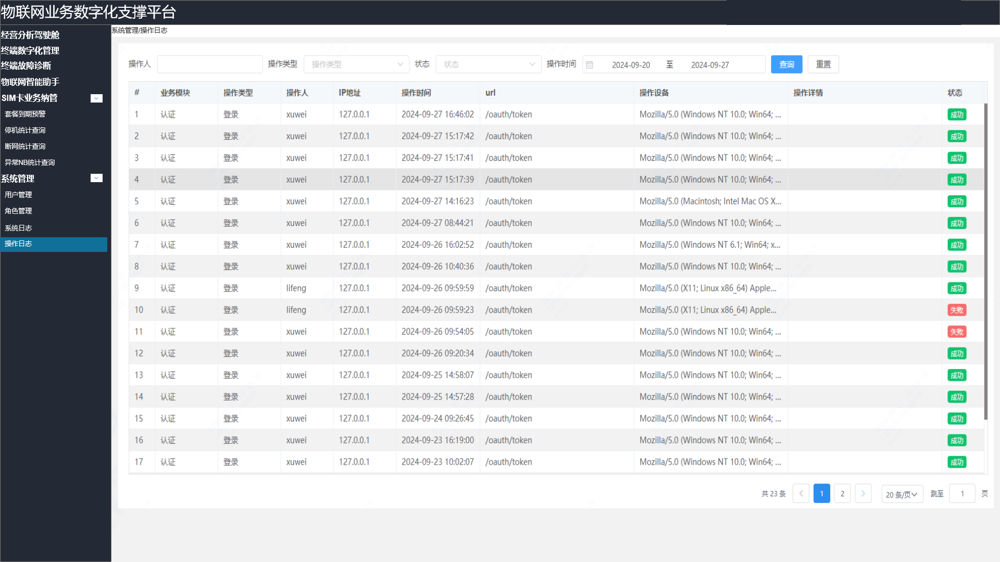 物联网业务数字化支撑平台
系统管理/操作日志
经营分析驾驶舱
终端数字化管理
终端故障诊断
物联网智能助手
SIM卡业务纳管
套餐到期预警
停机统计查询
断网统计查询
异常NB统计查询
系统管理
用户管理
角色管理
系统日志
操作日志
操作人 操作类型 操作类型 状态 状态 操作时间 2024-09-20 至 2024-09-27 查询 重置
# 业务模块 操作类型 操作人 IP地址 操作时间 url 操作设备 操作详情 状态
1 认证 登录 xuwei 127.0.0.1 2024-09-27 16:46:02 /oauth/token Mozilla/5.0 (Windows NT 10.0; Win64; ... 成功
2 认证 登录 xuwei 127.0.0.1 2024-09-27 15:17:42 /oauth/token Mozilla/5.0 (Windows NT 10.0; Win64; ... 成功
3 认证 登录 xuwei 127.0.0.1 2024-09-27 15:17:41 /oauth/token Mozilla/5.0 (Windows NT 10.0; Win64; ... 成功
4 认证 登录 xuwei 127.0.0.1 2024-09-27 15:17:39 /oauth/token Mozilla/5.0 (Windows NT 10.0; Win64; ... 成功
5 认证 登录 xuwei 127.0.0.1 2024-09-27 14:16:23 /oauth/token Mozilla/5.0 (Macintosh; Intel Mac OS X... 成功
6 认证 登录 xuwei 127.0.0.1 2024-09-27 08:44:21 /oauth/token Mozilla/5.0 (Windows NT 10.0; Win64; ... 成功
7 认证 登录 xuwei 127.0.0.1 2024-09-26 16:02:52 /oauth/token Mozilla/5.0 (Windows NT 6.1; Win64; x... 成功
8 认证 登录 xuwei 127.0.0.1 2024-09-26 10:40:36 /oauth/token Mozilla/5.0 (Windows NT 10.0; Win64; ... 成功
9 认证 登录 lifeng 127.0.0.1 2024-09-26 09:59:59 /oauth/token Mozilla/5.0 (X11; Linux x86_64) Apple... 成功
10 认证 登录 lifeng 127.0.0.1 2024-09-26 09:59:23 /oauth/token Mozilla/5.0 (X11; Linux x86_64) Apple... 失败
11 认证 登录 xuwei 127.0.0.1 2024-09-26 09:54:05 /oauth/token Mozilla/5.0 (Windows NT 10.0; Win64; ... 失败
12 认证 登录 xuwei 127.0.0.1 2024-09-26 09:20:34 /oauth/token Mozilla/5.0 (Windows NT 10.0; Win64; ... 成功
13 认证 登录 xuwei 127.0.0.1 2024-09-25 14:58:07 /oauth/token Mozilla/5.0 (Windows NT 10.0; Win64; ... 成功
14 认证 登录 xuwei 127.0.0.1 2024-09-25 14:57:28 /oauth/token Mozilla/5.0 (Windows NT 10.0; Win64; ... 成功
15 认证 登录 xuwei 127.0.0.1 2024-09-24 09:26:45 /oauth/token Mozilla/5.0 (Windows NT 10.0; Win64; ... 成功
16 认证 登录 xuwei 127.0.0.1 2024-09-23 16:19:00 /oauth/token Mozilla/5.0 (Windows NT 10.0; Win64; ... 成功
17 认证 登录 xuwei 127.0.0.1 2024-09-23 10:02:07 /oauth/token Mozilla/5.0 (Windows NT 10.0; Win64; ... 成功
共 23 条 1 2 20 条/页 跳至 1 页